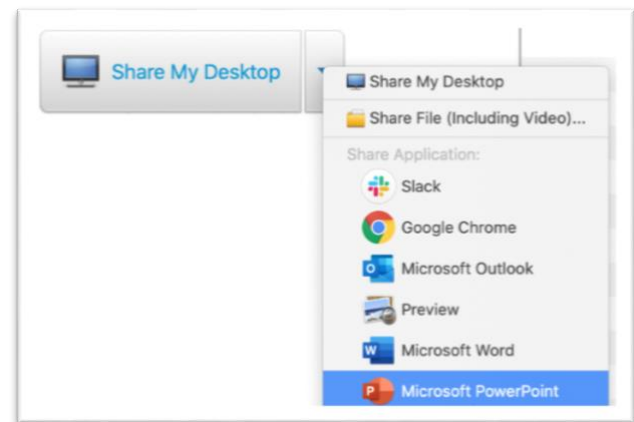 Share My Desktop
Share My Desktop
Share File (Including Video)...
Share Application:
Slack
Google Chrome
Microsoft Outlook
Preview
Microsoft Word
Microsoft PowerPoint